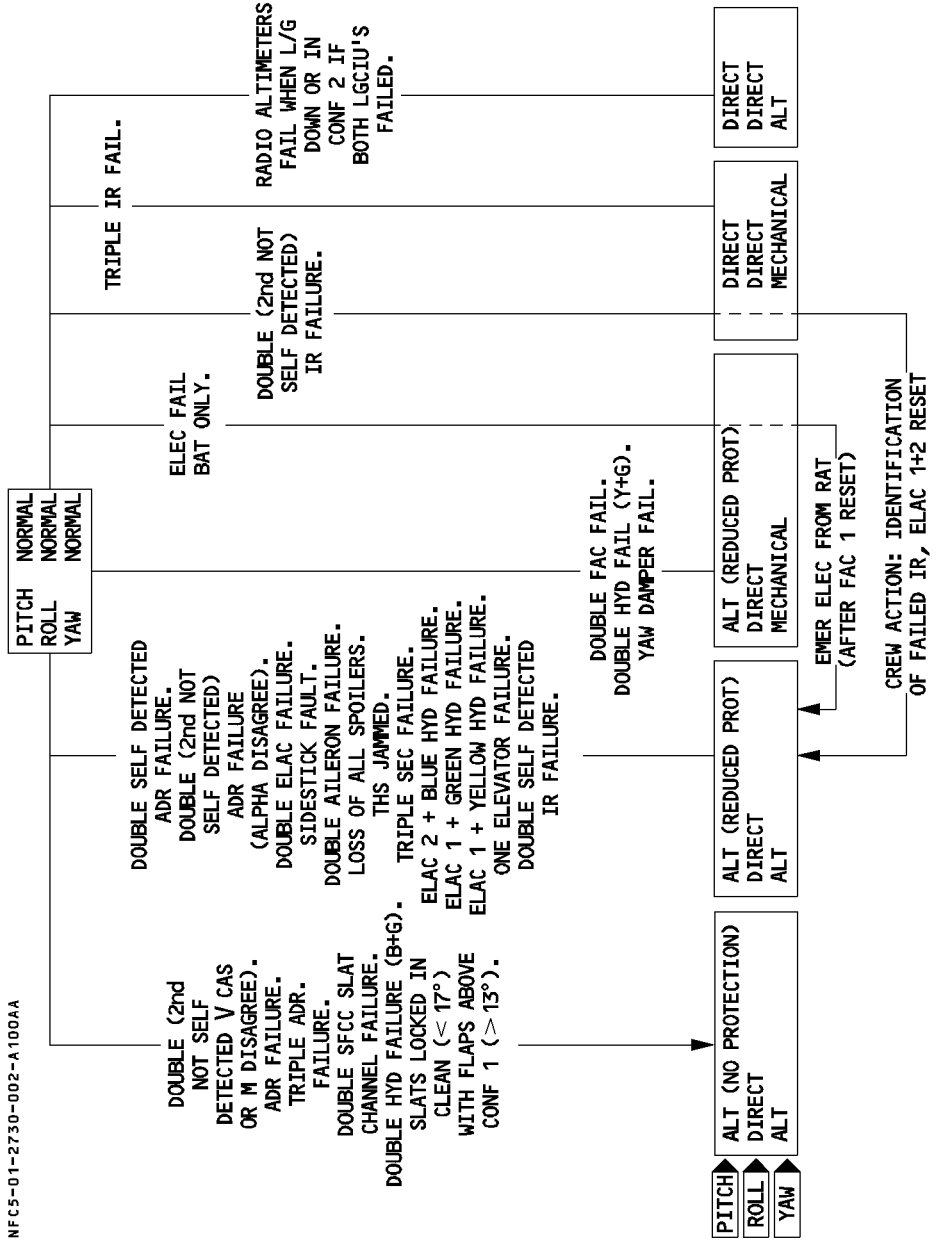 NFC5-01-2730-002-A100AA
PITCH NORMAL
ROLL NORMAL
YAW NORMAL
DOUBLE (2nd
NOT SELF
DETECTED V CAS
OR M DISAGREE).
ADR FAILURE.
TRIPLE ADR.
FAILURE.
DOUBLE SFCC SLAT
CHANNEL FAILURE.
DOUBLE HYD FAILURE (B+G).
SLATS LOCKED IN
CLEAN (< 17°)
WITH FLAPS ABOVE
CONF 1 (> 13°).
DOUBLE SELF DETECTED
ADR FAILURE.
DOUBLE (2nd NOT
SELF DETECTED)
ADR FAILURE
(ALPHA DISAGREE).
DOUBLE ELAC FAILURE.
SIDESTICK FAULT.
DOUBLE AILERON FAILURE.
LOSS OF ALL SPOILERS.
THS JAMMED.
TRIPLE SEC FAILURE.
ELAC 2 + BLUE HYD FAILURE.
ELAC 1 + GREEN HYD FAILURE.
ELAC 1 + YELLOW HYD FAILURE.
ONE ELEVATOR FAILURE.
DOUBLE SELF DETECTED
IR FAILURE.
DOUBLE FAC FAIL.
DOUBLE HYD FAIL (Y+G).
YAW DAMPER FAIL.
ELEC FAIL
BAT ONLY.
DOUBLE (2nd NOT
SELF DETECTED)
IR FAILURE.
TRIPLE IR FAIL.
RADIO ALTIMETERS
FAIL WHEN L/G
DOWN OR IN
CONF 2 IF
BOTH LGCIU'S
FAILED.
PITCH
ROLL
YAW
ALT (NO PROTECTION)
DIRECT
ALT
ALT (REDUCED PROT)
DIRECT
ALT
ALT (REDUCED PROT)
DIRECT
MECHANICAL
DIRECT
DIRECT
MECHANICAL
DIRECT
DIRECT
ALT
EMER ELEC FROM RAT
(AFTER FAC 1 RESET)
CREW ACTION: IDENTIFICATION
OF FAILED IR, ELAC 1+2 RESET